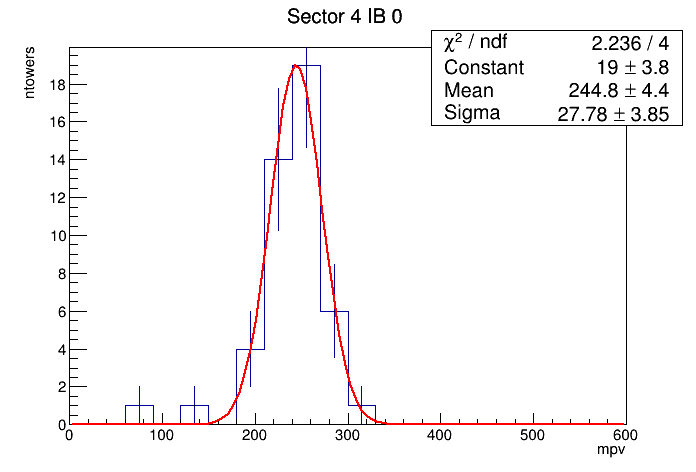 Sector 4 IB 0
χ² / ndf 2.236 / 4
Constant 19 ± 3.8
Mean 244.8 ± 4.4
Sigma 27.78 ± 3.85
ntowers
18
16
14
12
10
8
6
4
2
0
0 100 200 300 400 500 600
mpv